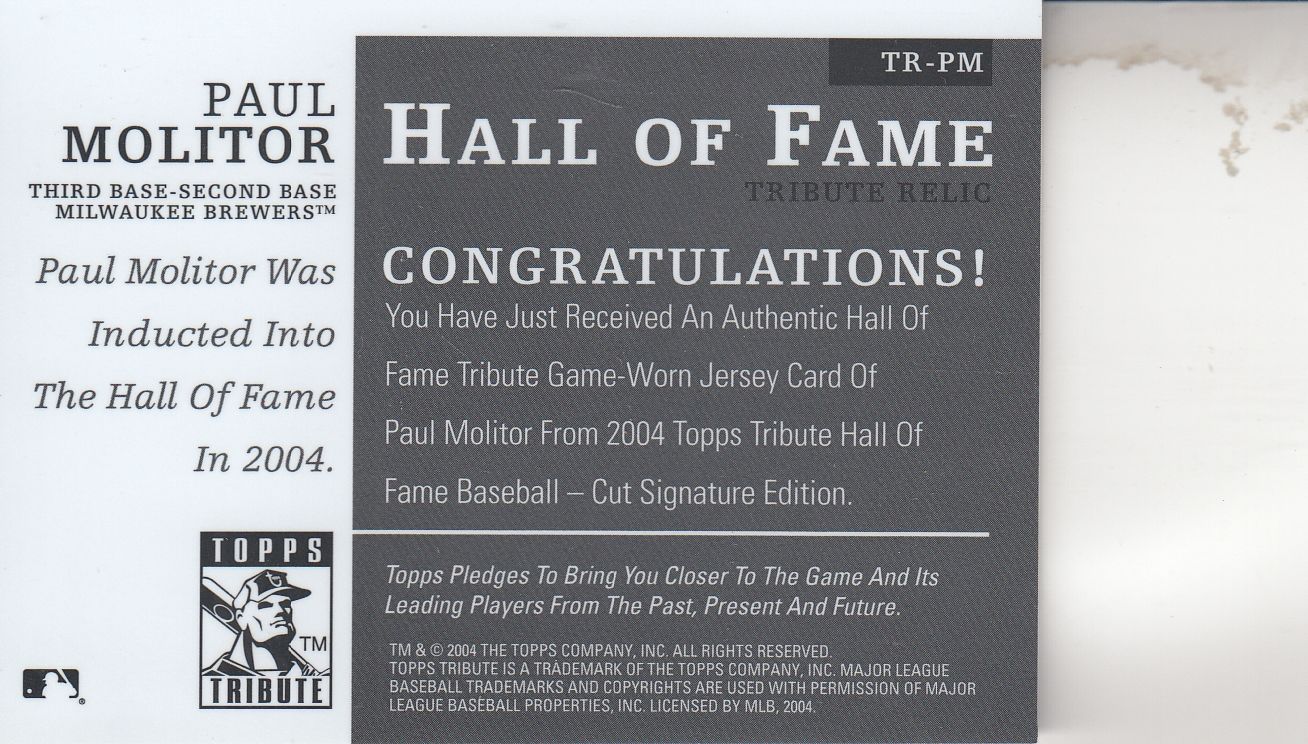 PAUL
MOLITOR
THIRD BASE-SECOND BASE
MILWAUKEE BREWERS™
Paul Molitor Was
Inducted Into
The Hall Of Fame
In 2004.
TOPPS
TM
TRIBUTE
®
TR-PM
HALL OF FAME
TRIBUTE RELIC
CONGRATULATIONS!
You Have Just Received An Authentic Hall Of
Fame Tribute Game-Worn Jersey Card Of
Paul Molitor From 2004 Topps Tribute Hall Of
Fame Baseball – Cut Signature Edition.
Topps Pledges To Bring You Closer To The Game And Its
Leading Players From The Past, Present And Future.
TM & © 2004 THE TOPPS COMPANY, INC. ALL RIGHTS RESERVED.
TOPPS TRIBUTE IS A TRADEMARK OF THE TOPPS COMPANY, INC. MAJOR LEAGUE
BASEBALL TRADEMARKS AND COPYRIGHTS ARE USED WITH PERMISSION OF MAJOR
LEAGUE BASEBALL PROPERTIES, INC. LICENSED BY MLB, 2004.